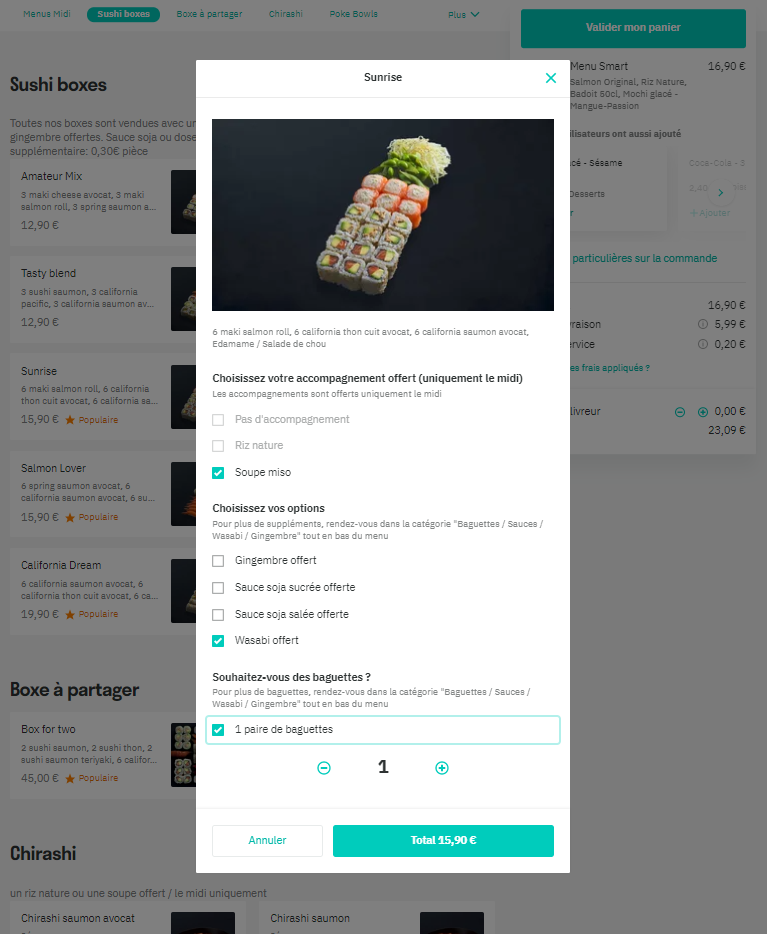 Menus Midi
Sushi boxes
Boxe à partager
Chirashi
Poke Bowls
Plus
Sushi boxes
Toutes nos boxes sont vendues avec un
gingembre offertes. Sauce soja ou dose
supplémentaire: 0,30€ pièce
Amateur Mix
3 maki cheese avocat, 3 maki
salmon roll, 3 spring saumon a...
12,90 €
Tasty blend
3 sushi saumon, 3 california
pacific, 3 california saumon av...
12,90 €
Sunrise
6 maki salmon roll, 6 california
thon cuit avocat, 6 california sa...
15,90 € Populaire
Salmon Lover
6 spring saumon avocat, 6
california saumon avocat, 6 su...
15,90 € Populaire
California Dream
6 california saumon avocat, 6
california thon cuit avocat, 6 ca...
19,90 € Populaire
Boxe à partager
Box for two
2 sushi saumon, 2 sushi thon, 2
sushi saumon teriyaki, 6 califor...
45,00 € Populaire
Chirashi
un riz nature ou une soupe offert / le midi uniquement
Chirashi saumon avocat
Chirashi saumon
Sunrise
6 maki salmon roll, 6 california thon cuit avocat, 6 california saumon avocat,
Edamame / Salade de chou
Choisissez votre accompagnement offert (uniquement le midi)
Les accompagnements sont offerts uniquement le midi
Pas d'accompagnement
Riz nature
Soupe miso
Choisissez vos options
Pour plus de suppléments, rendez-vous dans la catégorie "Baguettes / Sauces /
Wasabi / Gingembre" tout en bas du menu
Gingembre offert
Sauce soja sucrée offerte
Sauce soja salée offerte
Wasabi offert
Souhaitez-vous des baguettes ?
Pour plus de baguettes, rendez-vous dans la catégorie "Baguettes / Sauces /
Wasabi / Gingembre" tout en bas du menu
1 paire de baguettes
1
Annuler
Total 15,90 €
Valider mon panier
Menu Smart 16,90 €
Salmon Original, Riz Nature,
Badoit 50cl, Mochi glacé -
Mangue-Passion
ilisateurs ont aussi ajouté
cé - Sésame
Desserts
Coca-Cola - 3
2,40
+ Ajouter
particulières sur la commande
16,90 €
raison 5,99 €
ervice 0,20 €
es frais appliqués ?
livreur 0,00 €
23,09 €